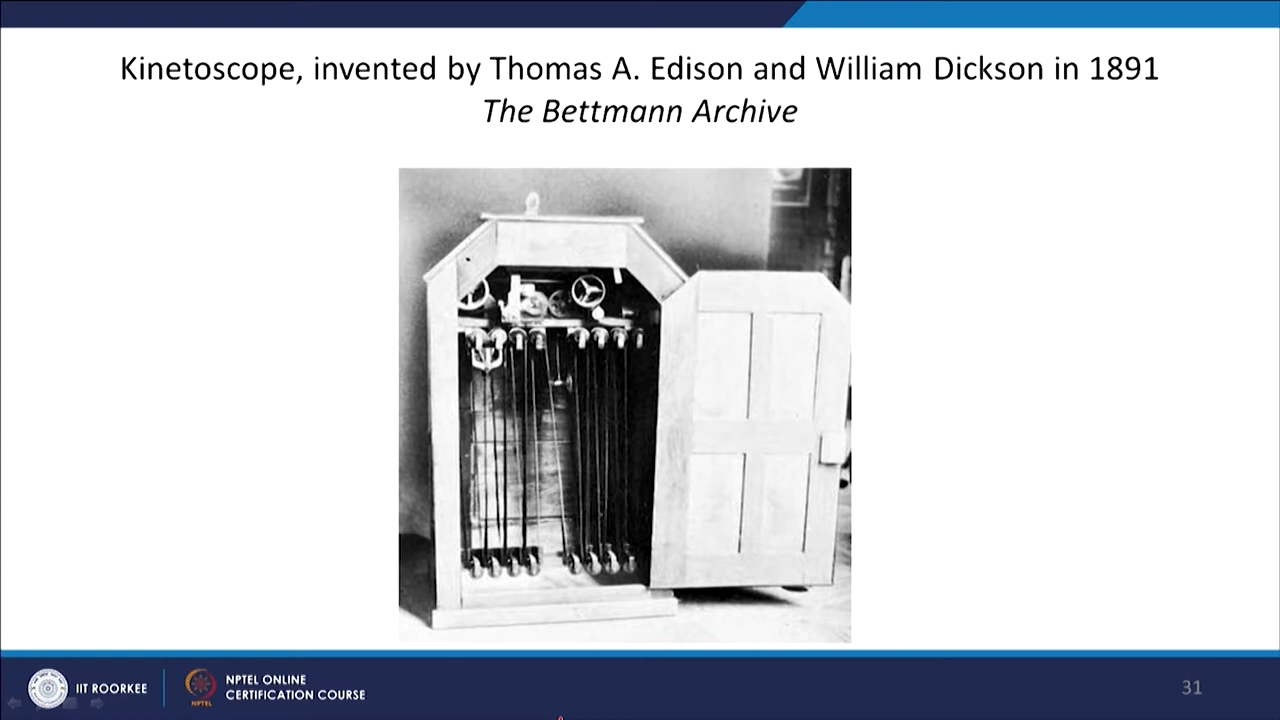 Kinetoscope, invented by Thomas A. Edison and William Dickson in 1891
The Bettmann Archive
IIT ROORKEE
NPTEL ONLINE
CERTIFICATION COURSE
NPTEL
31